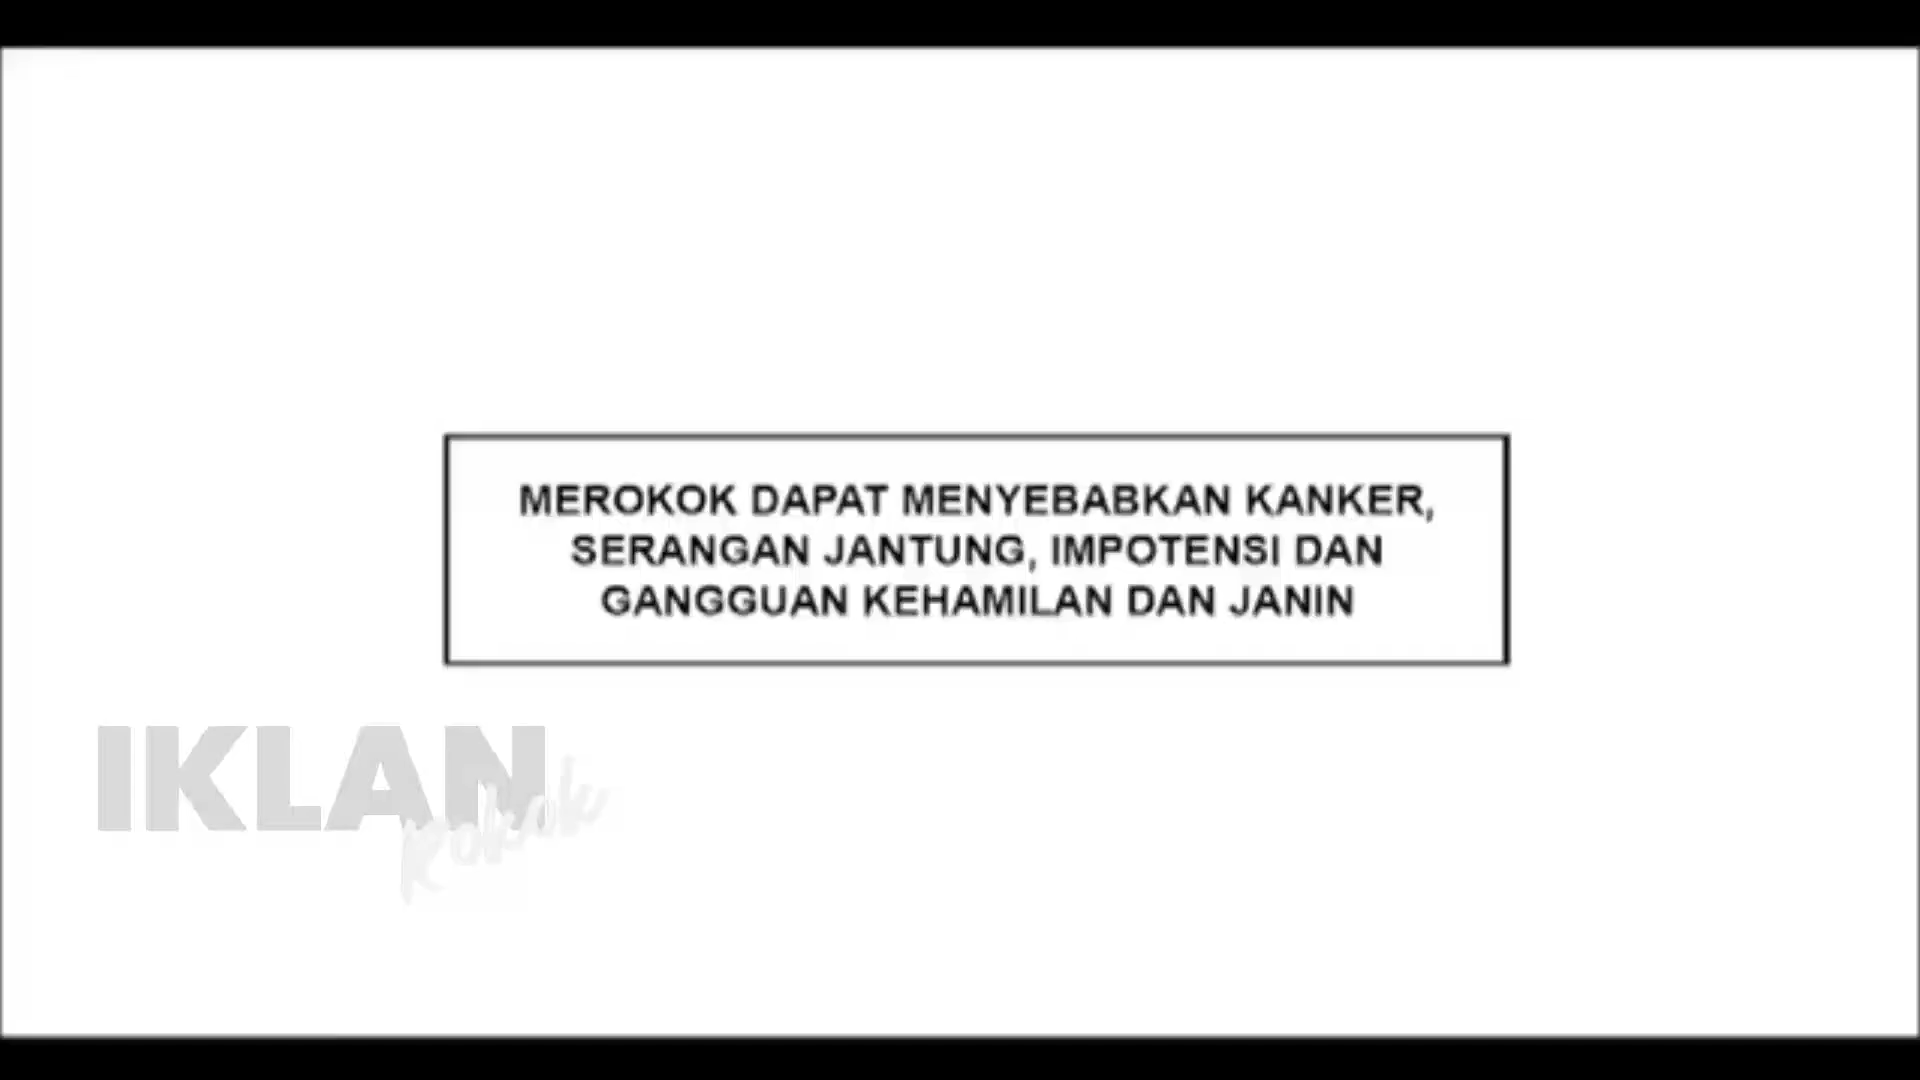 MEROKOK DAPAT MENYEBABKAN KANKER,
SERANGAN JANTUNG, IMPOTENSI DAN
GANGGUAN KEHAMILAN DAN JANIN
IKLAN
Rokok